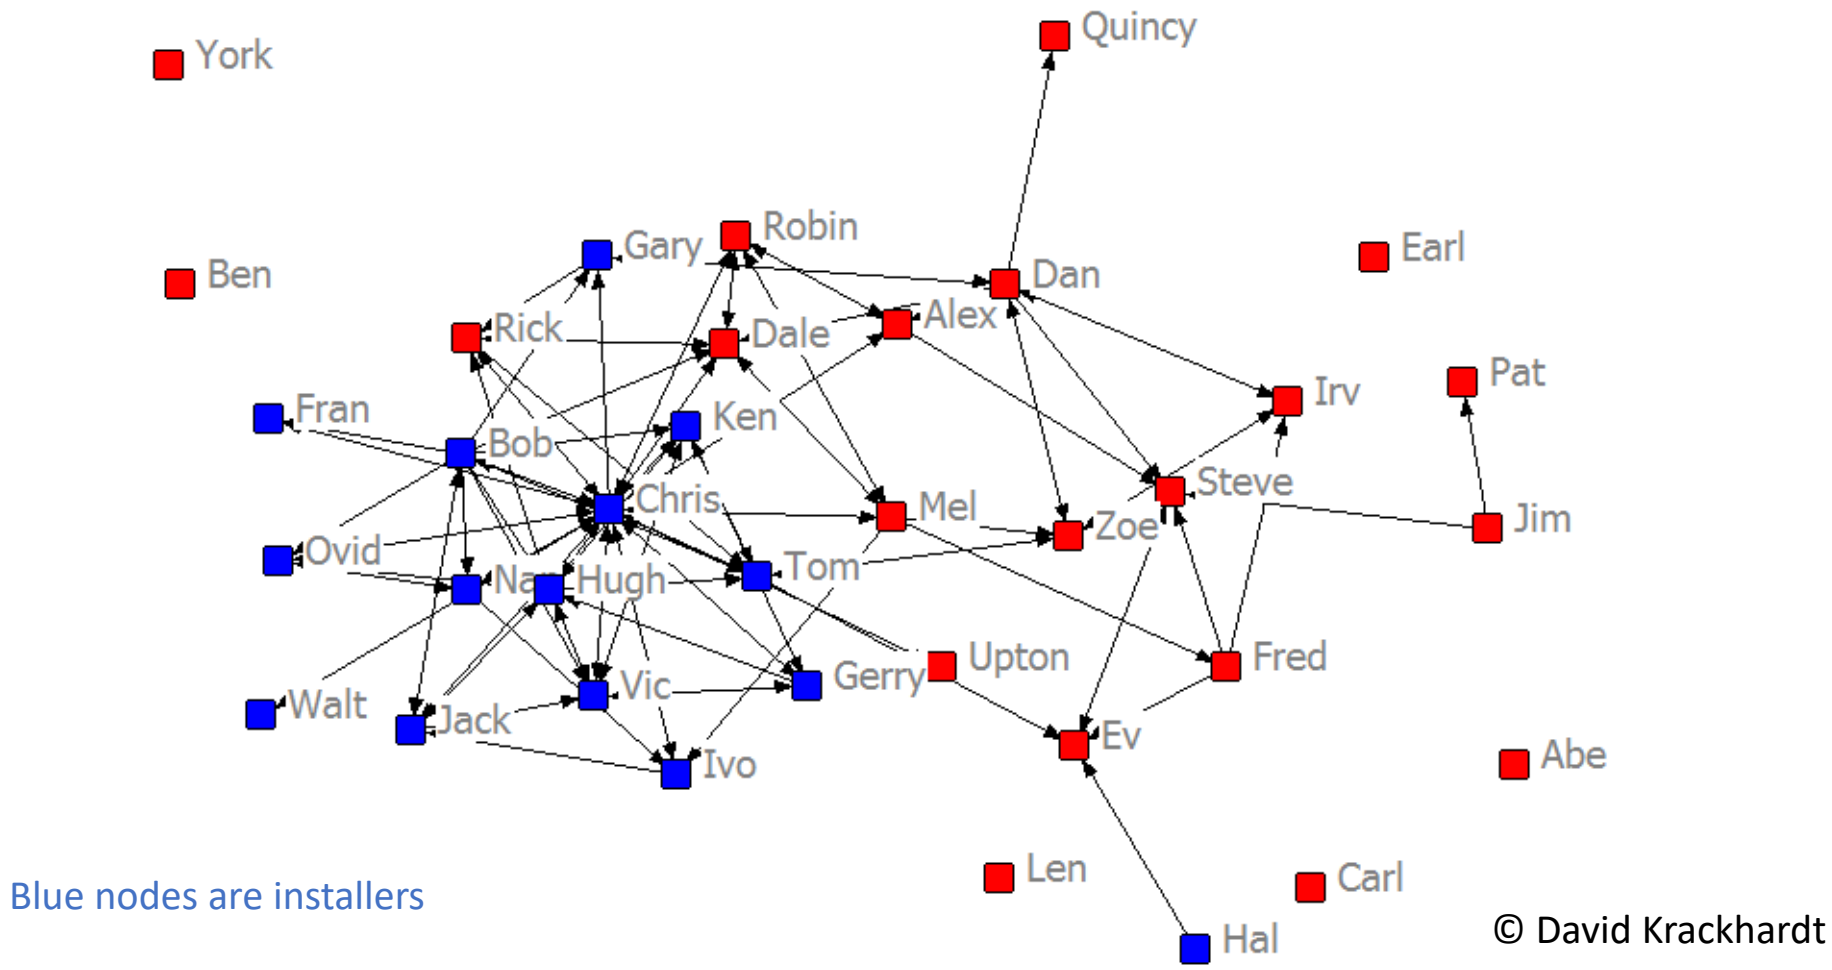 Quincy
York
Robin
Gary
Earl
Ben
Dan
Alex
Rick
Dale
Pat
Irv
Fran
Ken
Bob
Steve
Chris
Mel
Jim
Zoe
Ovid
Tom
Hugh
Upton
Fred
Gerry
Vic
Walt
Jack
Ev
Ivo
Abe
Len
Carl
Blue nodes are installers
Hal
© David Krackhardt